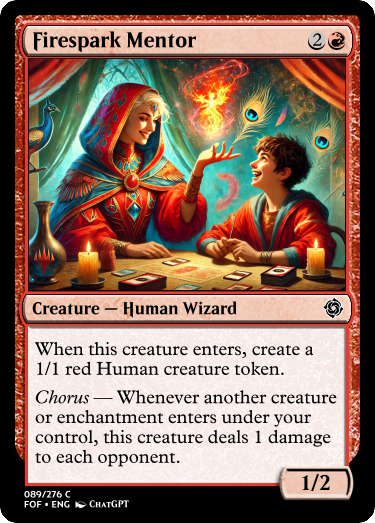 Firespark Mentor 2
Creature — Human Wizard
When this creature enters, create a
1/1 red Human creature token.
Chorus — Whenever another creature
or enchantment enters under your
control, this creature deals 1 damage
to each opponent.
1/2
089/276 C
FOF • ENG ChatGPT